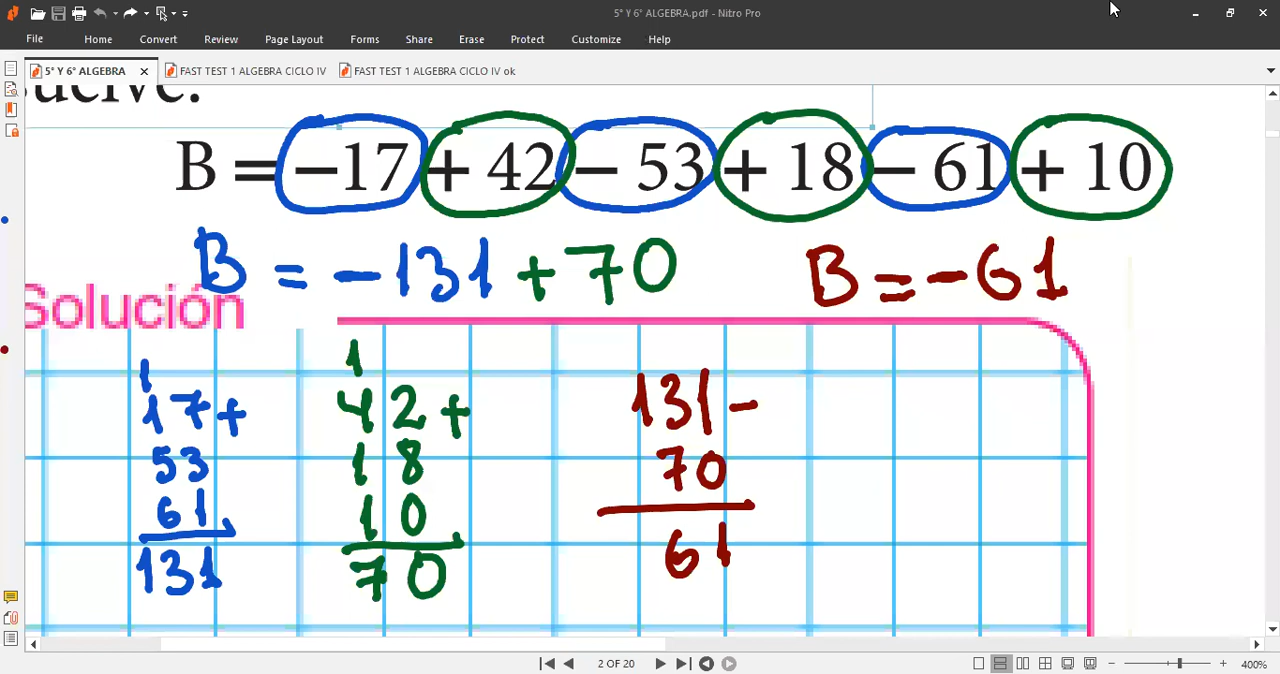 5° Y 6° ALGEBRA.pdf - Nitro Pro
File Home Convert Review Page Layout Forms Share Erase Protect Customize Help
5° Y 6° ALGEBRA FAST TEST 1 ALGEBRA CICLO IV FAST TEST 1 ALGEBRA CICLO IV ok
B = −17 + 42 − 53 + 18 − 61 + 10
B = −131 + 70 B = −61
Solución
1 1
17+ 42+ 131−
53 18 70
61 10 61
131 70
2 OF 20 400%